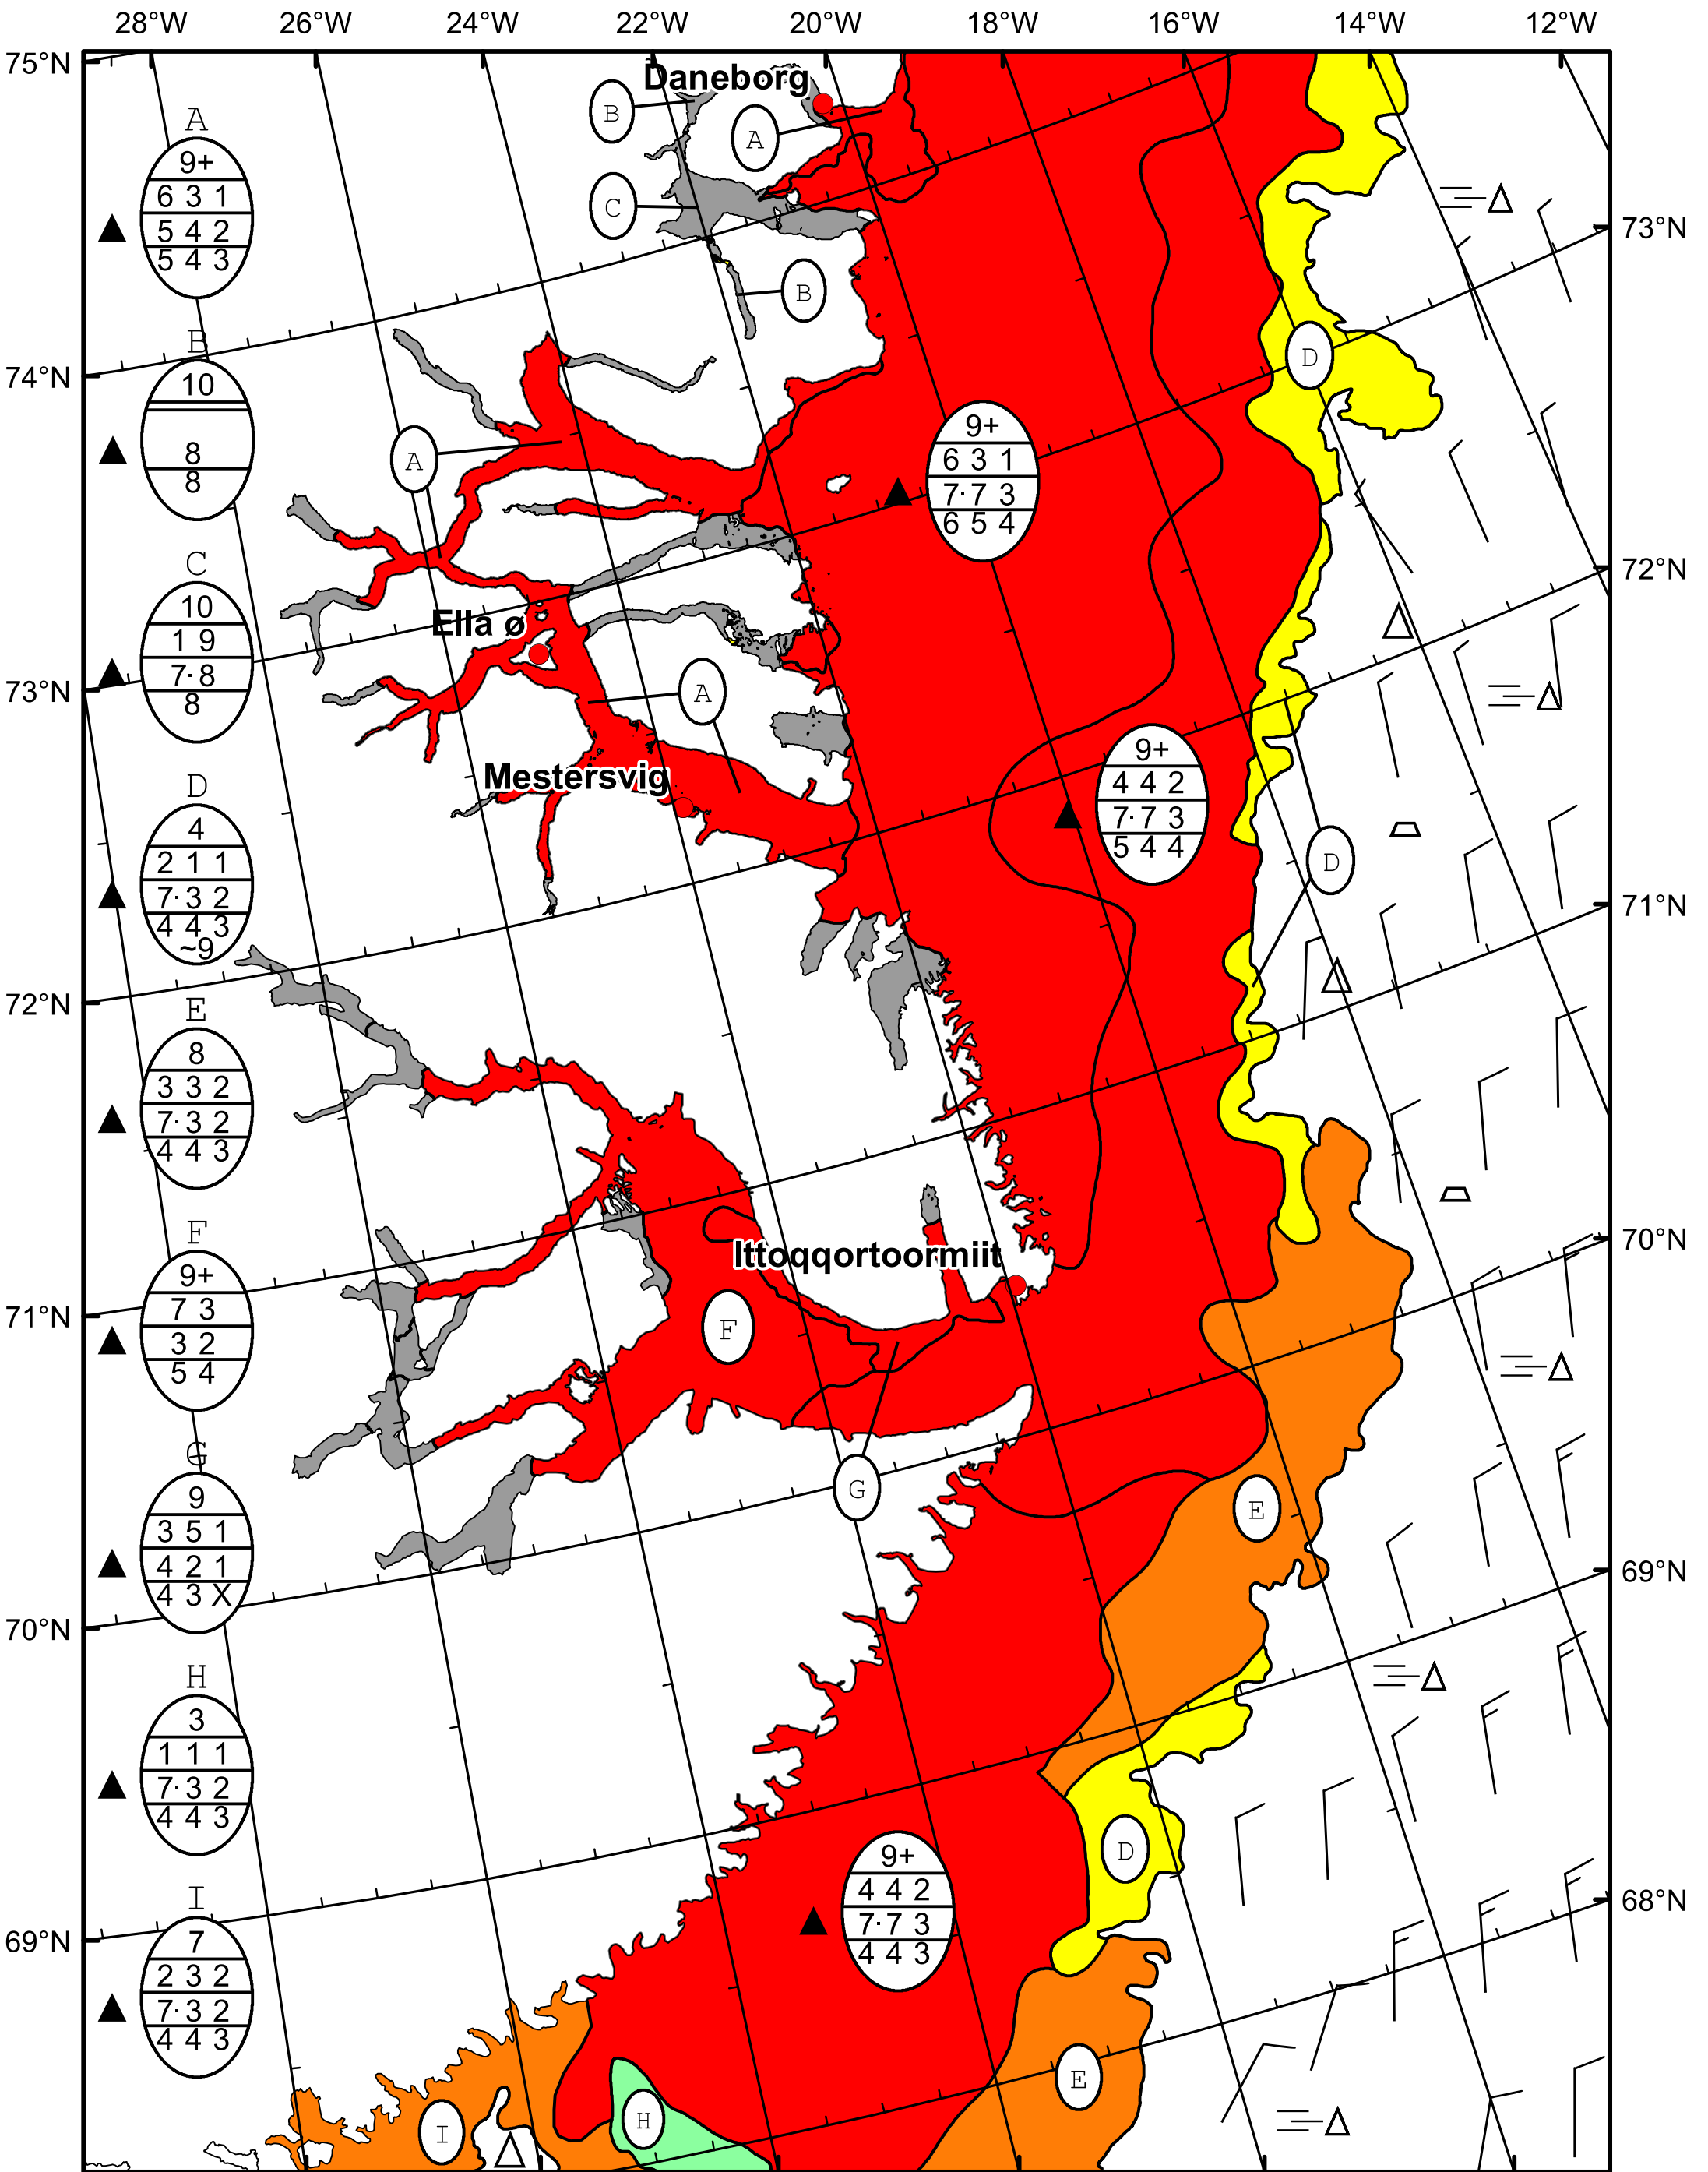 28°W 26°W 24°W 22°W 20°W 18°W 16°W 14°W 12°W
75°N
Daneborg
B
A
A
9+
6 3 1
5 4 2
5 4 3
C
73°N
B
D
74°N
B
10
8
8
A
9+
6 3 1
7· 7 3
6 5 4
72°N
C
10
1 9
7· 8
8
Ella ø
73°N
A
Mestersvig
9+
4 4 2
7· 7 3
5 4 4
D
D
4
2 1 1
7· 3 2
4 4 3
~9
71°N
72°N
E
8
3 3 2
7· 3 2
4 4 3
70°N
Ittoqqortoormiit
F
F
9+
7 3
3 2
5 4
71°N
G
G
9
3 5 1
4 2 1
4 3 X
E
69°N
70°N
H
3
1 1 1
7· 3 2
4 4 3
D
9+
4 4 2
7· 7 3
4 4 3
68°N
69°N
I
7
2 3 2
7· 3 2
4 4 3
E
H
I